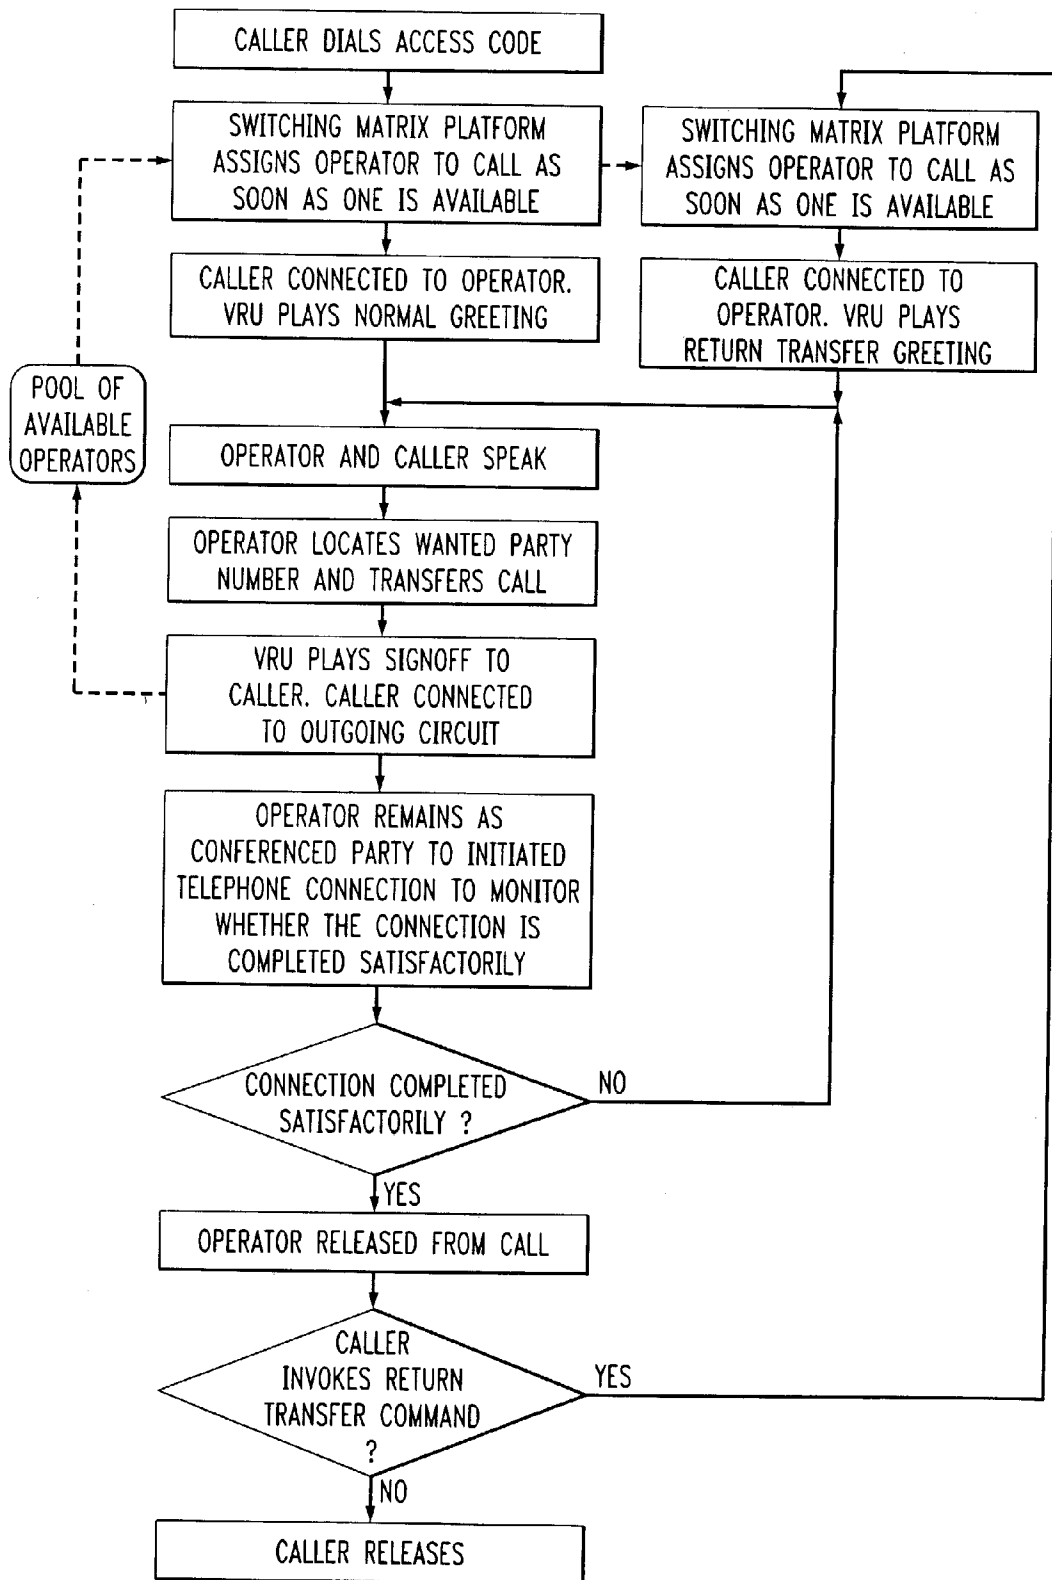 CALLER DIALS ACCESS CODE
SWITCHING MATRIX PLATFORM
ASSIGNS OPERATOR TO CALL AS
SOON AS ONE IS AVAILABLE
SWITCHING MATRIX PLATFORM
ASSIGNS OPERATOR TO CALL AS
SOON AS ONE IS AVAILABLE
CALLER CONNECTED TO OPERATOR.
VRU PLAYS NORMAL GREETING
CALLER CONNECTED TO
OPERATOR. VRU PLAYS
RETURN TRANSFER GREETING
POOL OF
AVAILABLE
OPERATORS
OPERATOR AND CALLER SPEAK
OPERATOR LOCATES WANTED PARTY
NUMBER AND TRANSFERS CALL
VRU PLAYS SIGNOFF TO
CALLER. CALLER CONNECTED
TO OUTGOING CIRCUIT
OPERATOR REMAINS AS
CONFERENCED PARTY TO INITIATED
TELEPHONE CONNECTION TO MONITOR
WHETHER THE CONNECTION IS
COMPLETED SATISFACTORILY
CONNECTION COMPLETED
SATISFACTORILY ?
NO
YES
OPERATOR RELEASED FROM CALL
CALLER
INVOKES RETURN
TRANSFER COMMAND
?
YES
NO
CALLER RELEASES